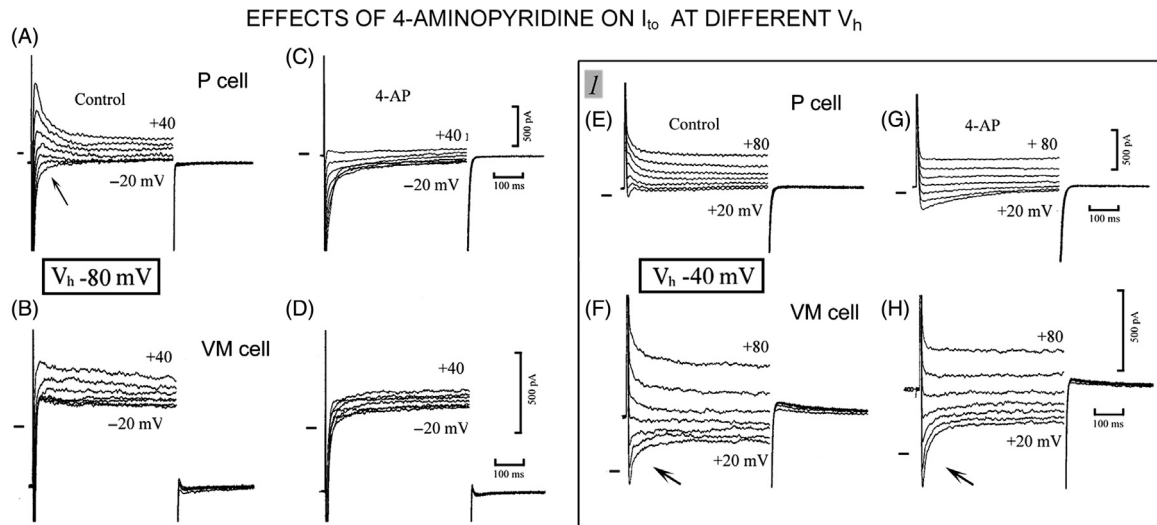 EFFECTS OF 4-AMINOPYRIDINE ON Ito AT DIFFERENT Vh
(A)
P cell
Control
+40
−20 mV
(C)
4-AP
+40
500 pA
−20 mV
100 ms
Vh -80 mV
(B)
VM cell
+40
−20 mV
(D)
+40
500 pA
−20 mV
100 ms
1
P cell
(E)
Control
+80
+20 mV
(G)
4-AP
+ 80
500 pA
+20 mV
100 ms
Vh -40 mV
VM cell
(F)
+80
+20 mV
(H)
+80
500 pA
+20 mV
100 ms